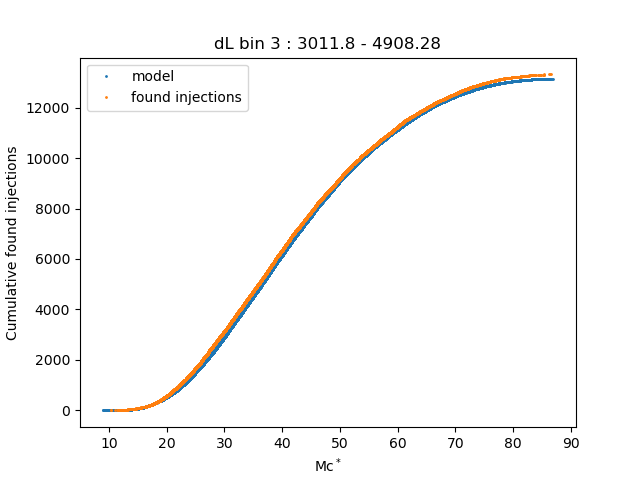 dL bin 3 : 3011.8 - 4908.28
model
found injections
Cumulative found injections
12000
10000
8000
6000
4000
2000
0
10 20 30 40 50 60 70 80 90
Mc*